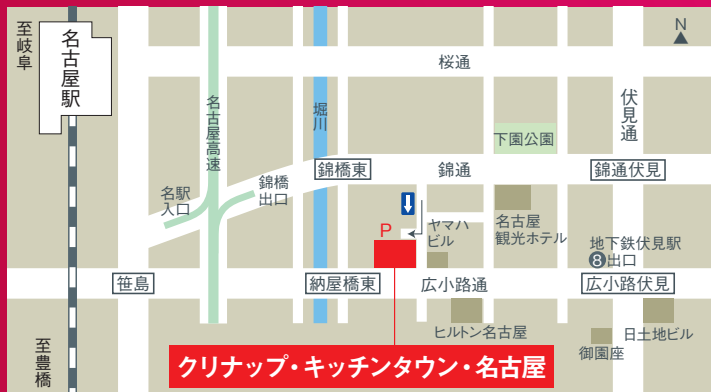 至岐阜
名古屋駅
N
桜通
名古屋高速
堀川
伏見通
下園公園
錦橋東
錦通
錦通伏見
名駅
入口
錦橋
出口
P
ヤマハ
ビル
名古屋
観光ホテル
地下鉄伏見駅
8出口
笹島
納屋橋東
広小路通
広小路伏見
ヒルトン名古屋
日土地ビル
御園座
至豊橋
クリナップ・キッチンタウン・名古屋